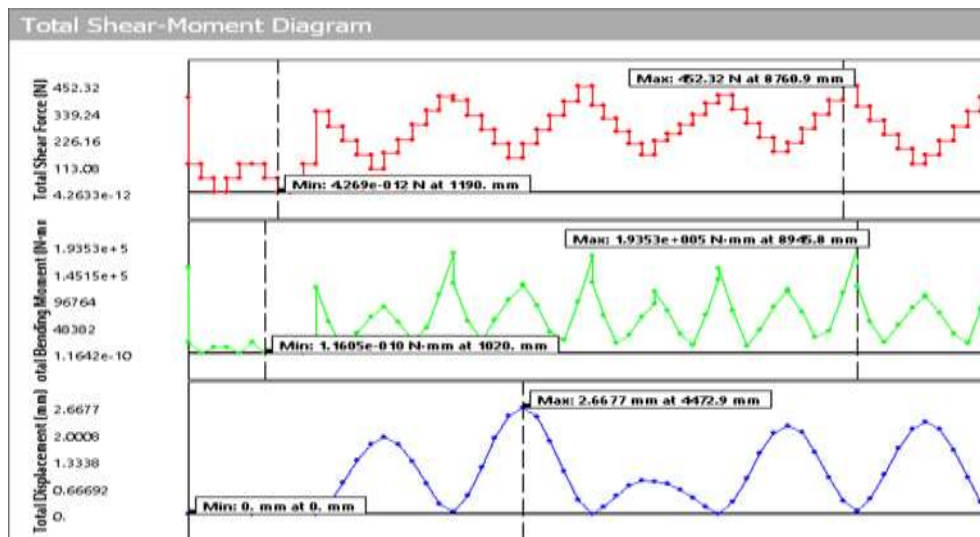 Total Shear-Moment Diagram
Total Shear Force (N)
452.32
339.24
226.16
113.08
4.2633e-12
Max: 452.32 N at 8760.9 mm
Min: 4.269e-012 N at 1190. mm
otal Bending Moment (N-mm
1.9353e+5
1.4515e+5
96764
48382
1.1642e-10
Max: 1.9353e+005 N-mm at 8945.8 mm
Min: 1.1605e-010 N-mm at 1020. mm
Total Displacement (mm)
2.6677
2.0008
1.3338
0.66692
0.
Max: 2.6677 mm at 4472.9 mm
Min: 0. mm at 0. mm